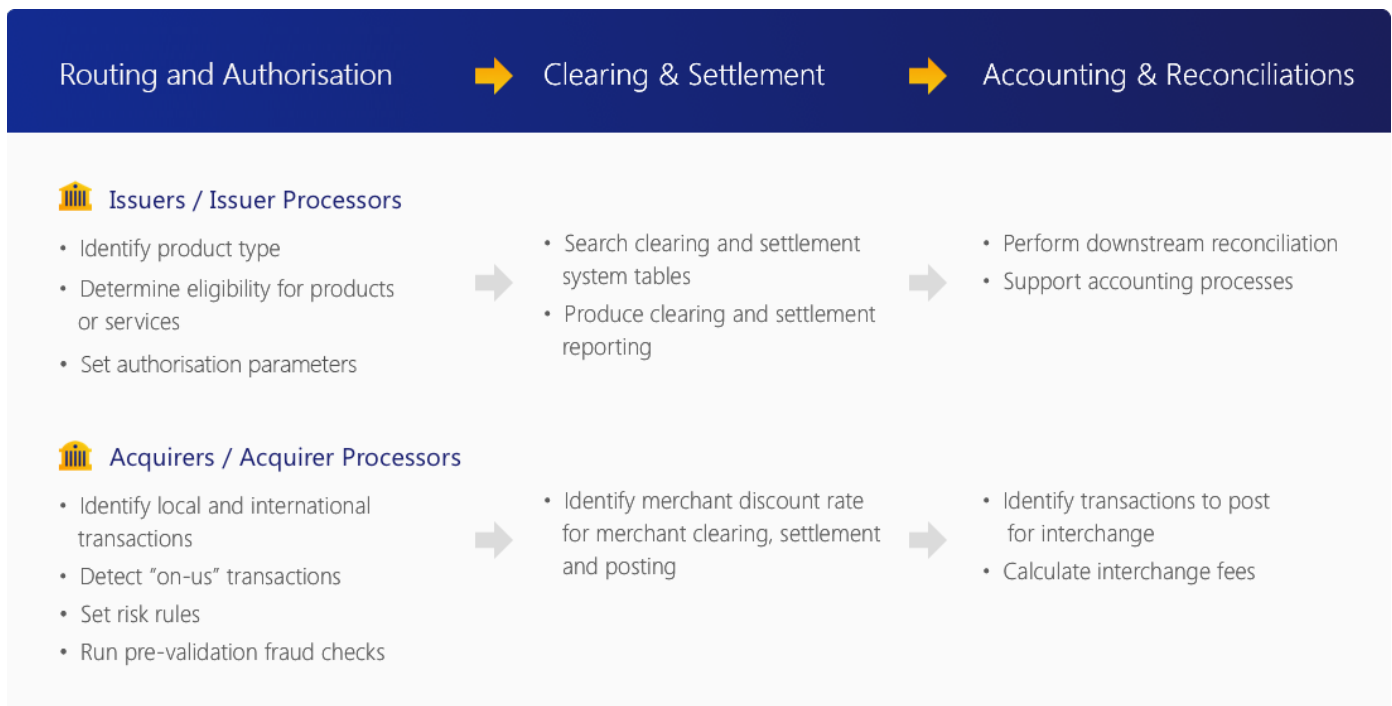 Routing and Authorisation
Clearing & Settlement
Accounting & Reconciliations
Issuers / Issuer Processors
• Identify product type
• Determine eligibility for products
or services
• Set authorisation parameters
• Search clearing and settlement
system tables
• Produce clearing and settlement
reporting
• Perform downstream reconciliation
• Support accounting processes
Acquirers / Acquirer Processors
• Identify local and international
transactions
• Detect "on-us" transactions
• Set risk rules
• Run pre-validation fraud checks
• Identify merchant discount rate
for merchant clearing, settlement
and posting
• Identify transactions to post
for interchange
• Calculate interchange fees